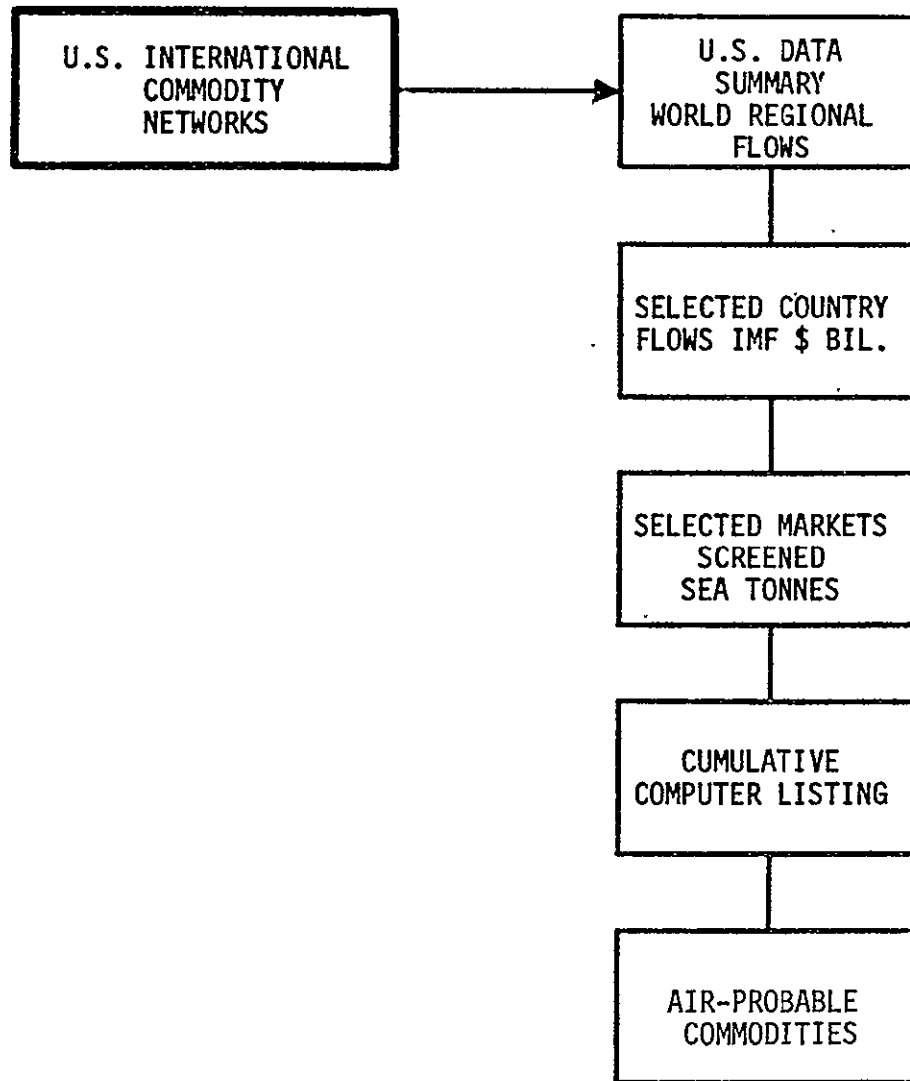 U.S. INTERNATIONAL
COMMODITY
NETWORKS
U.S. DATA
SUMMARY
WORLD REGIONAL
FLOWS
SELECTED COUNTRY
FLOWS IMF $ BIL.
SELECTED MARKETS
SCREENED
SEA TONNES
CUMULATIVE
COMPUTER LISTING
AIR-PROBABLE
COMMODITIES